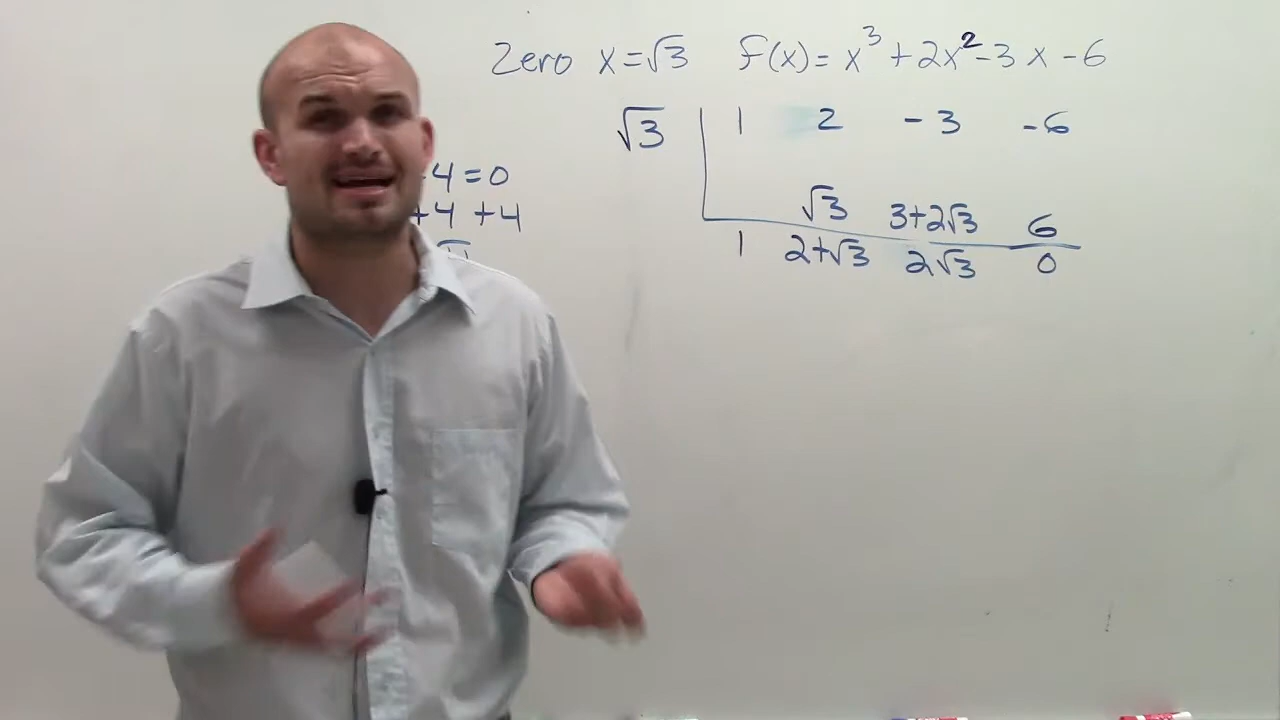 Zero x=√3 f(x)= x³+2x²-3x-6
√3 1 2 -3 -6
4=0
+4 +4
√3 3+2√3 6
1 2+√3 2√3 0